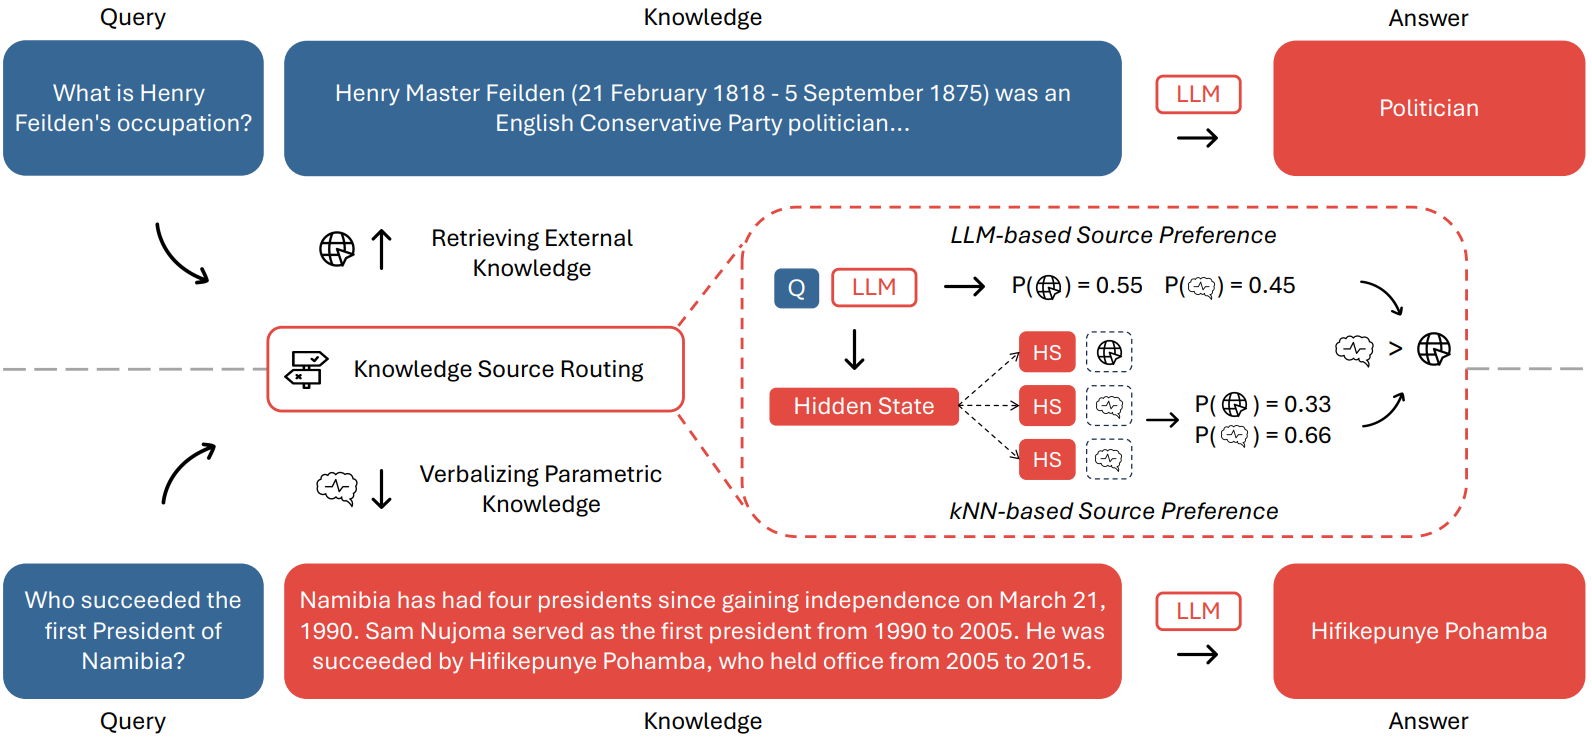 Query
Knowledge
Answer
What is Henry
Feilden's occupation?
Henry Master Feilden (21 February 1818 - 5 September 1875) was an
English Conservative Party politician...
LLM
Politician
Retrieving External
Knowledge
LLM-based Source Preference
Q
LLM
P( ) = 0.55 P( ) = 0.45
Knowledge Source Routing
HS
>
Hidden State
HS
P( ) = 0.33
P( ) = 0.66
HS
Verbalizing Parametric
Knowledge
kNN-based Source Preference
Who succeeded the
first President of
Namibia?
Namibia has had four presidents since gaining independence on March 21,
1990. Sam Nujoma served as the first president from 1990 to 2005. He was
succeeded by Hifikepunye Pohamba, who held office from 2005 to 2015.
LLM
Hifikepunye Pohamba
Query
Knowledge
Answer